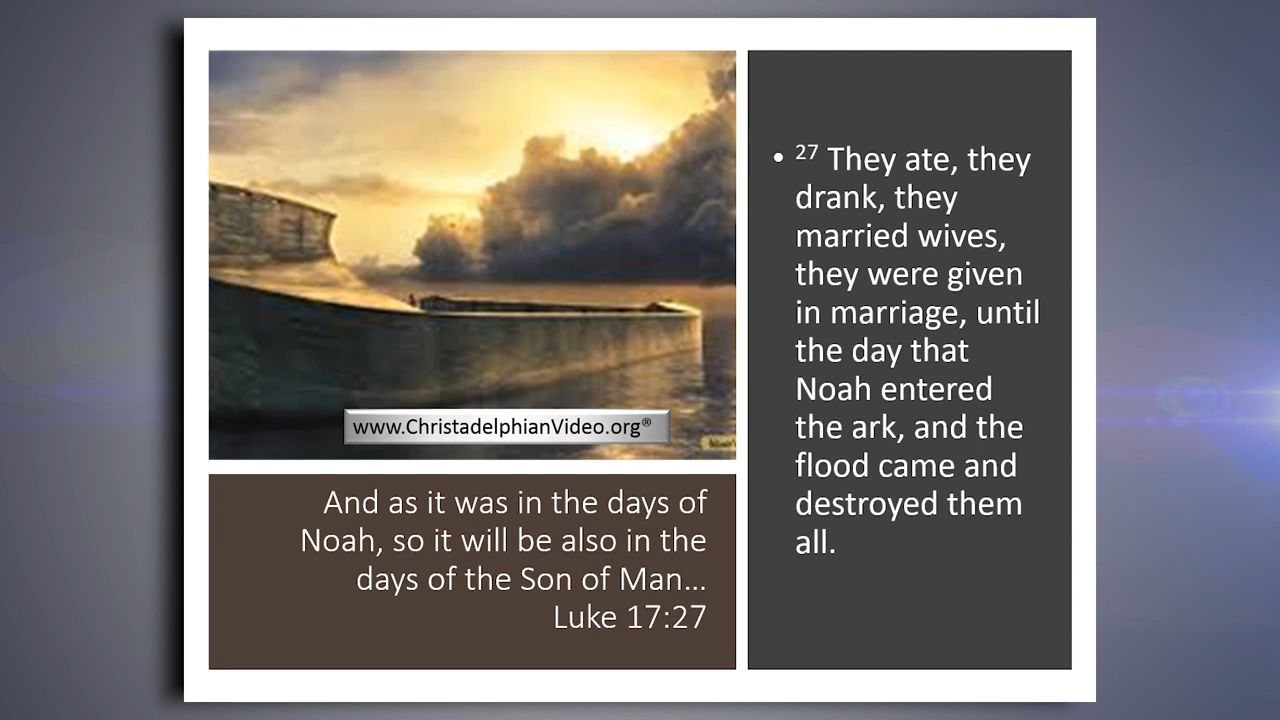 www.ChristadelphianVideo.org®
And as it was in the days of
Noah, so it will be also in the
days of the Son of Man...
Luke 17:27
• 27 They ate, they
drank, they
married wives,
they were given
in marriage, until
the day that
Noah entered
the ark, and the
flood came and
destroyed them
all.